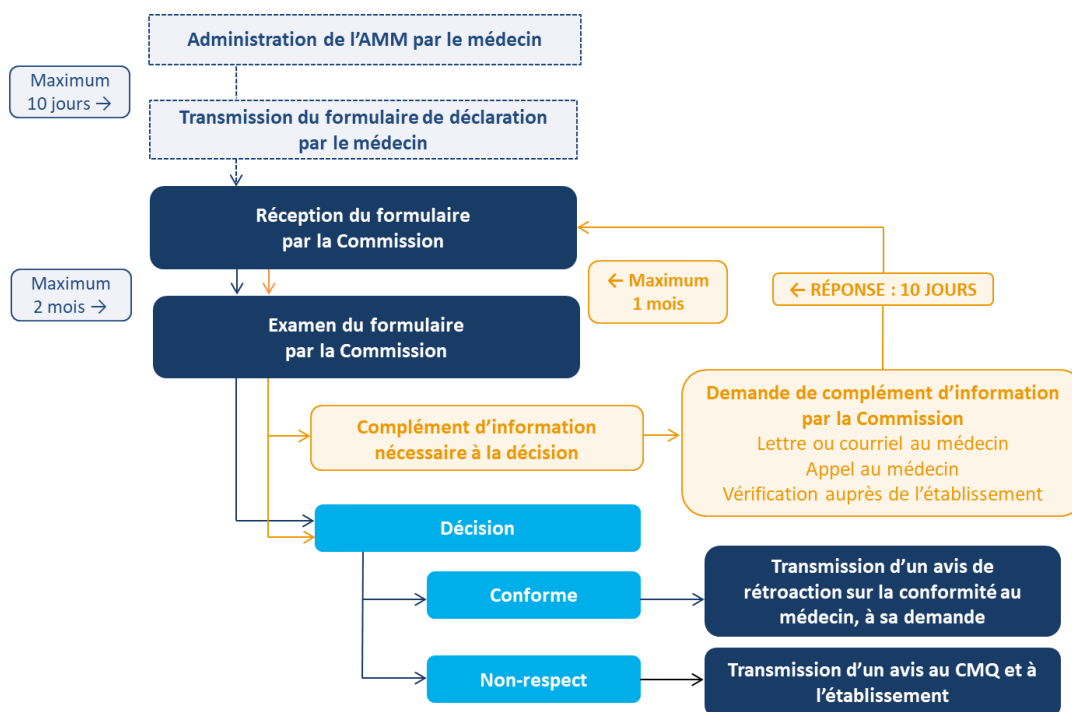 Administration de l’AMM par le médecin
Maximum
10 jours →
Transmission du formulaire de déclaration
par le médecin
Réception du formulaire
par la Commission
Maximum
2 mois →
← Maximum
1 mois
← RÉPONSE : 10 JOURS
Examen du formulaire
par la Commission
Complément d’information
nécessaire à la décision
Demande de complément d’information
par la Commission
Lettre ou courriel au médecin
Appel au médecin
Vérification auprès de l’établissement
Décision
Conforme
Transmission d’un avis de
rétroaction sur la conformité au
médecin, à sa demande
Non-respect
Transmission d’un avis au CMQ et à
l’établissement